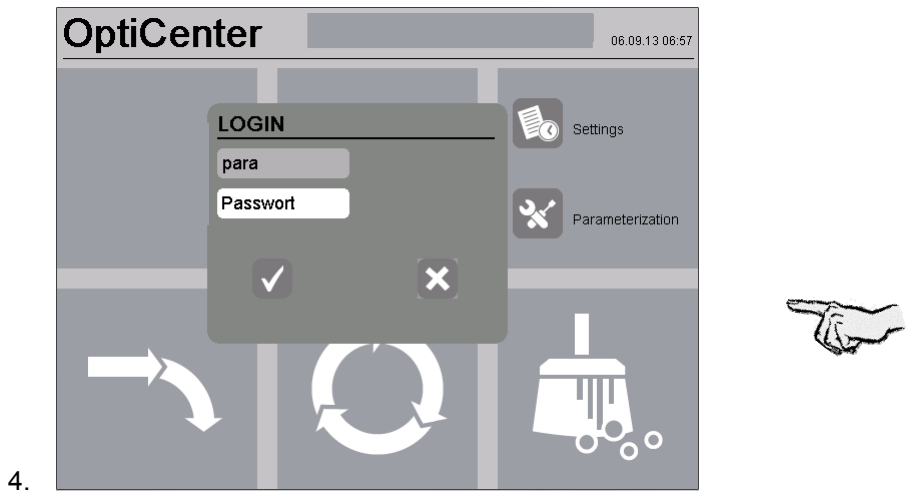 OptiCenter
06.09.13 06:57
LOGIN
para
Passwort
Settings
Parameterization
4.